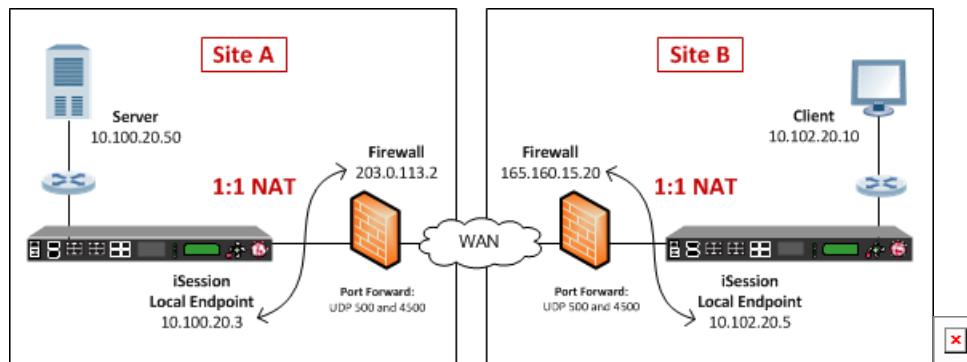 Site A
Server
10.100.20.50
Firewall
203.0.113.2
1:1 NAT
iSession
Local Endpoint
10.100.20.3
Port Forward:
UDP 500 and 4500
WAN
Site B
Client
10.102.20.10
Firewall
165.160.15.20
1:1 NAT
Port Forward:
UDP 500 and 4500
iSession
Local Endpoint
10.102.20.5